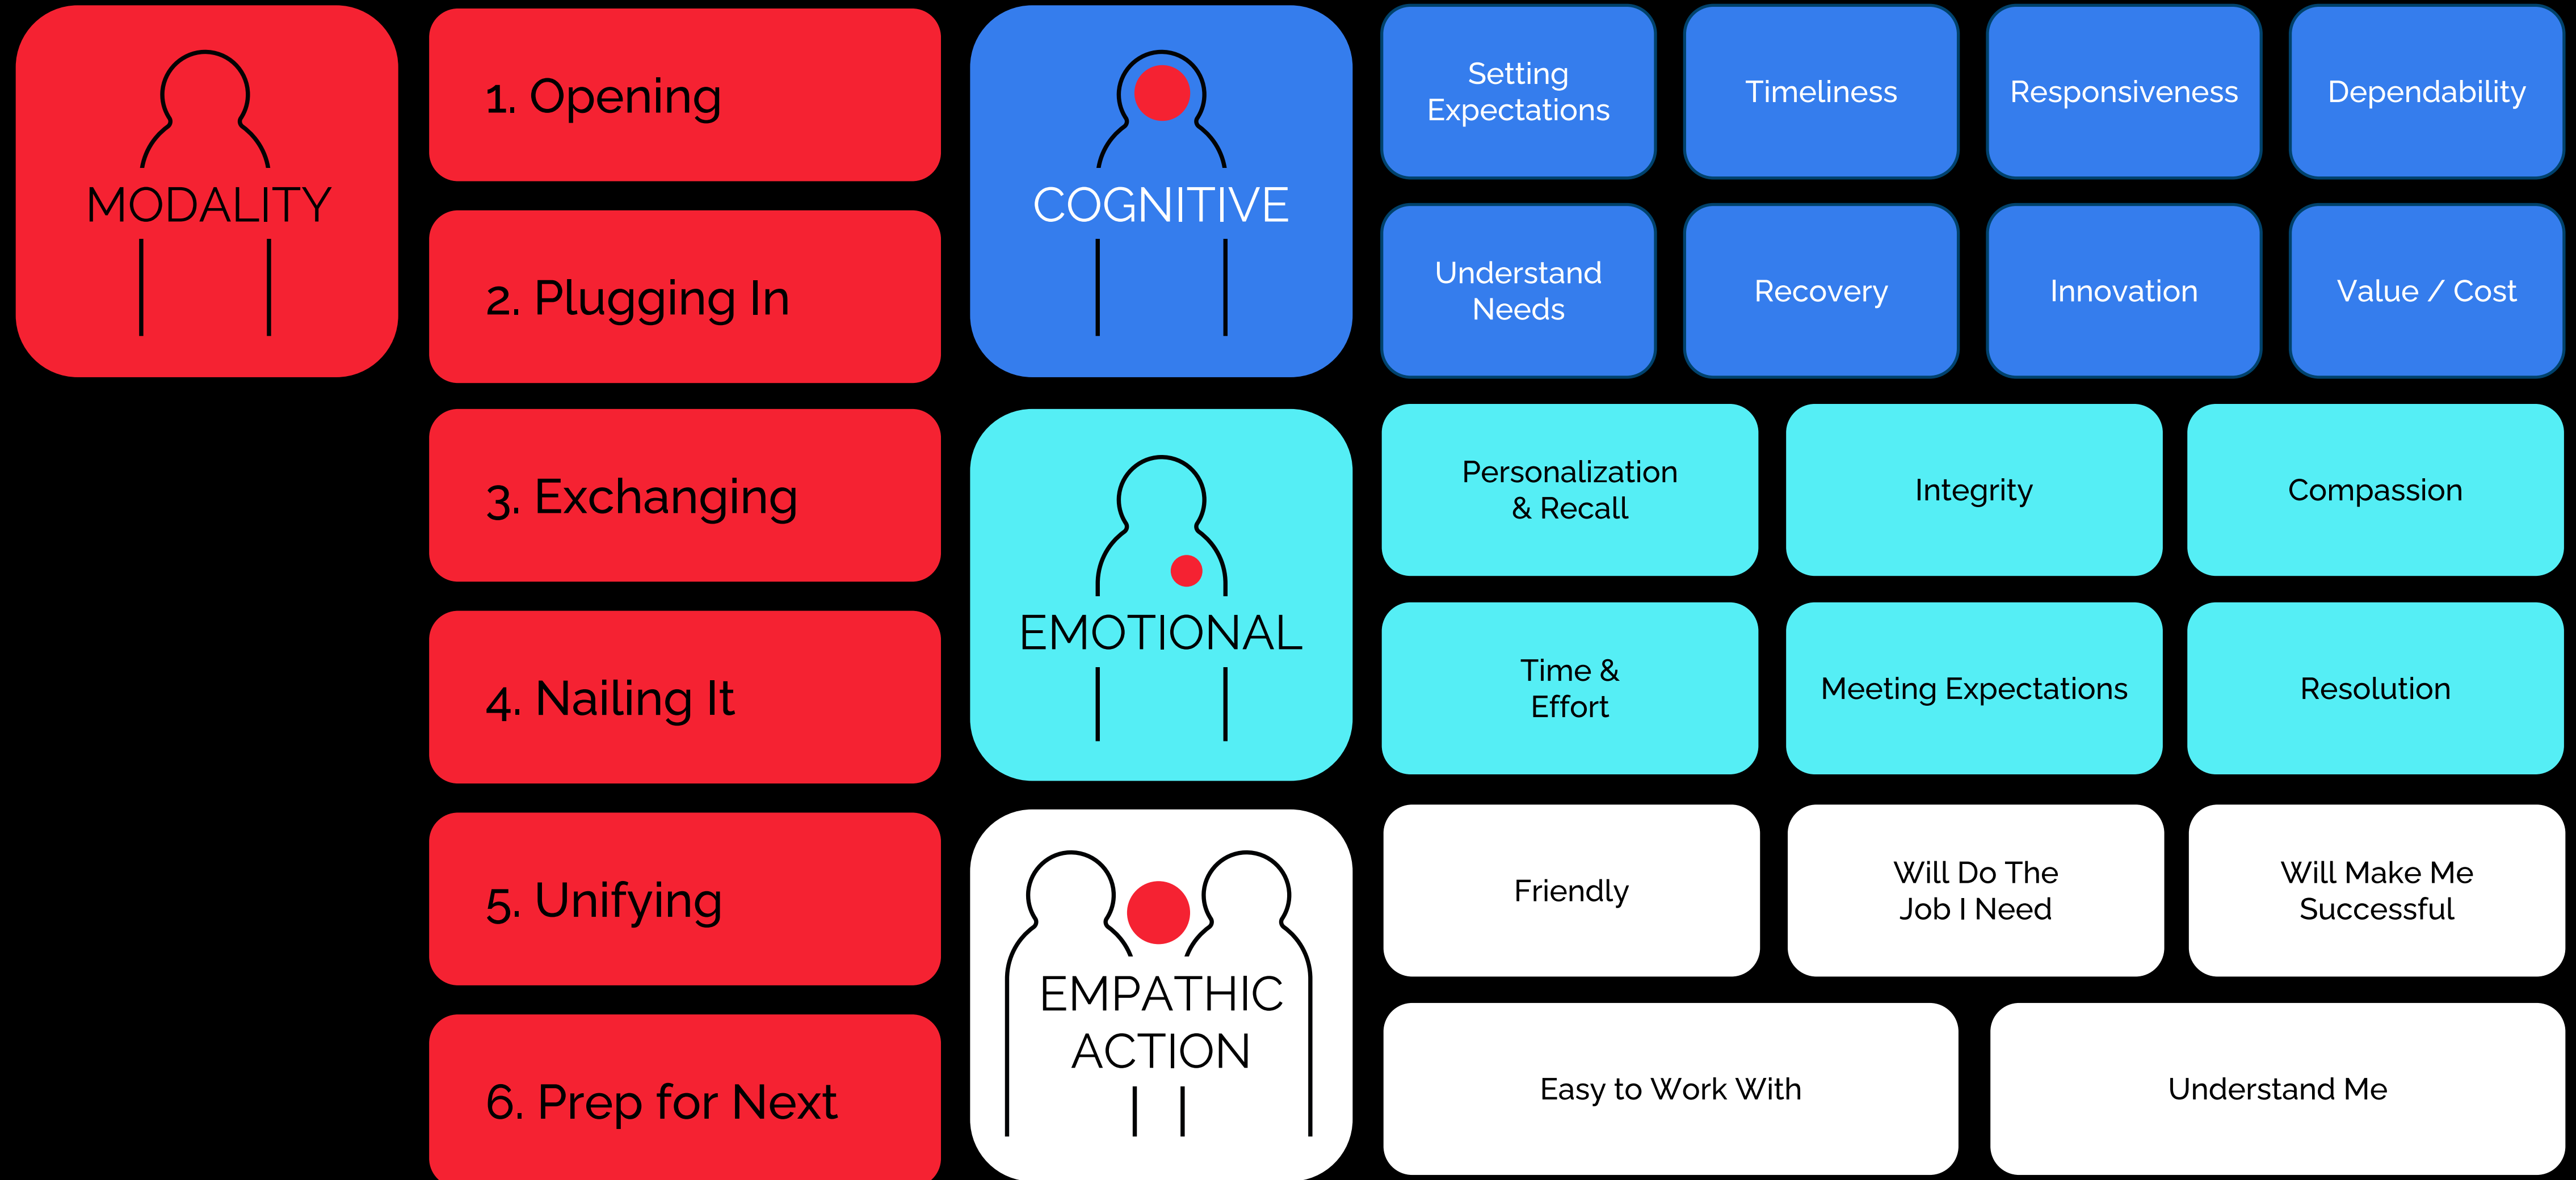 MODALITY
1. Opening
2. Plugging In
3. Exchanging
4. Nailing It
5. Unifying
6. Prep for Next
COGNITIVE
Setting
Expectations
Timeliness
Responsiveness
Dependability
Understand
Needs
Recovery
Innovation
Value / Cost
EMOTIONAL
Personalization
& Recall
Integrity
Compassion
Time &
Effort
Meeting Expectations
Resolution
EMPATHIC
ACTION
Friendly
Will Do The
Job I Need
Will Make Me
Successful
Easy to Work With
Understand Me